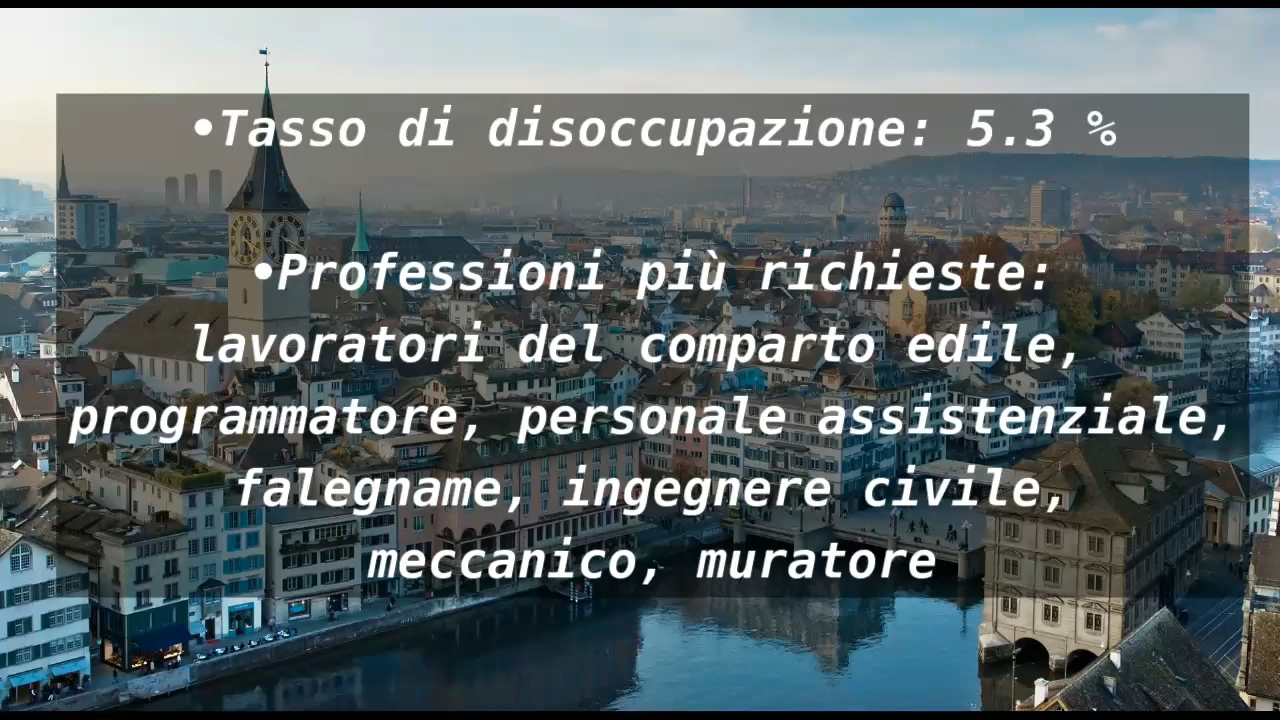 •Tasso di disoccupazione: 5.3 %
•Professioni più richieste:
lavoratori del comparto edile,
programmatore, personale assistenziale,
falegname, ingegnere civile,
meccanico, muratore